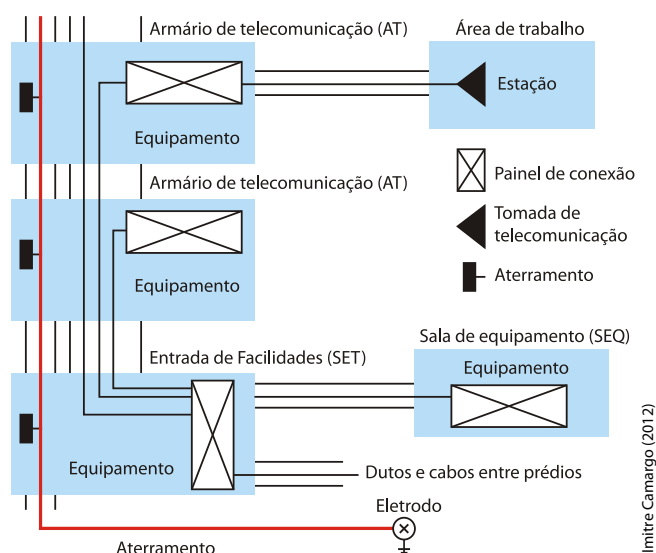 Armário de telecomunicação (AT)
Área de trabalho
Estação
Equipamento
Painel de conexão
Armário de telecomunicação (AT)
Tomada de
telecomunicação
Equipamento
Aterramento
Sala de equipamento (SEQ)
Entrada de Facilidades (SET)
Equipamento
Equipamento
Dutos e cabos entre prédios
Eletrodo
Aterramento
Imitre Camargo (2012)